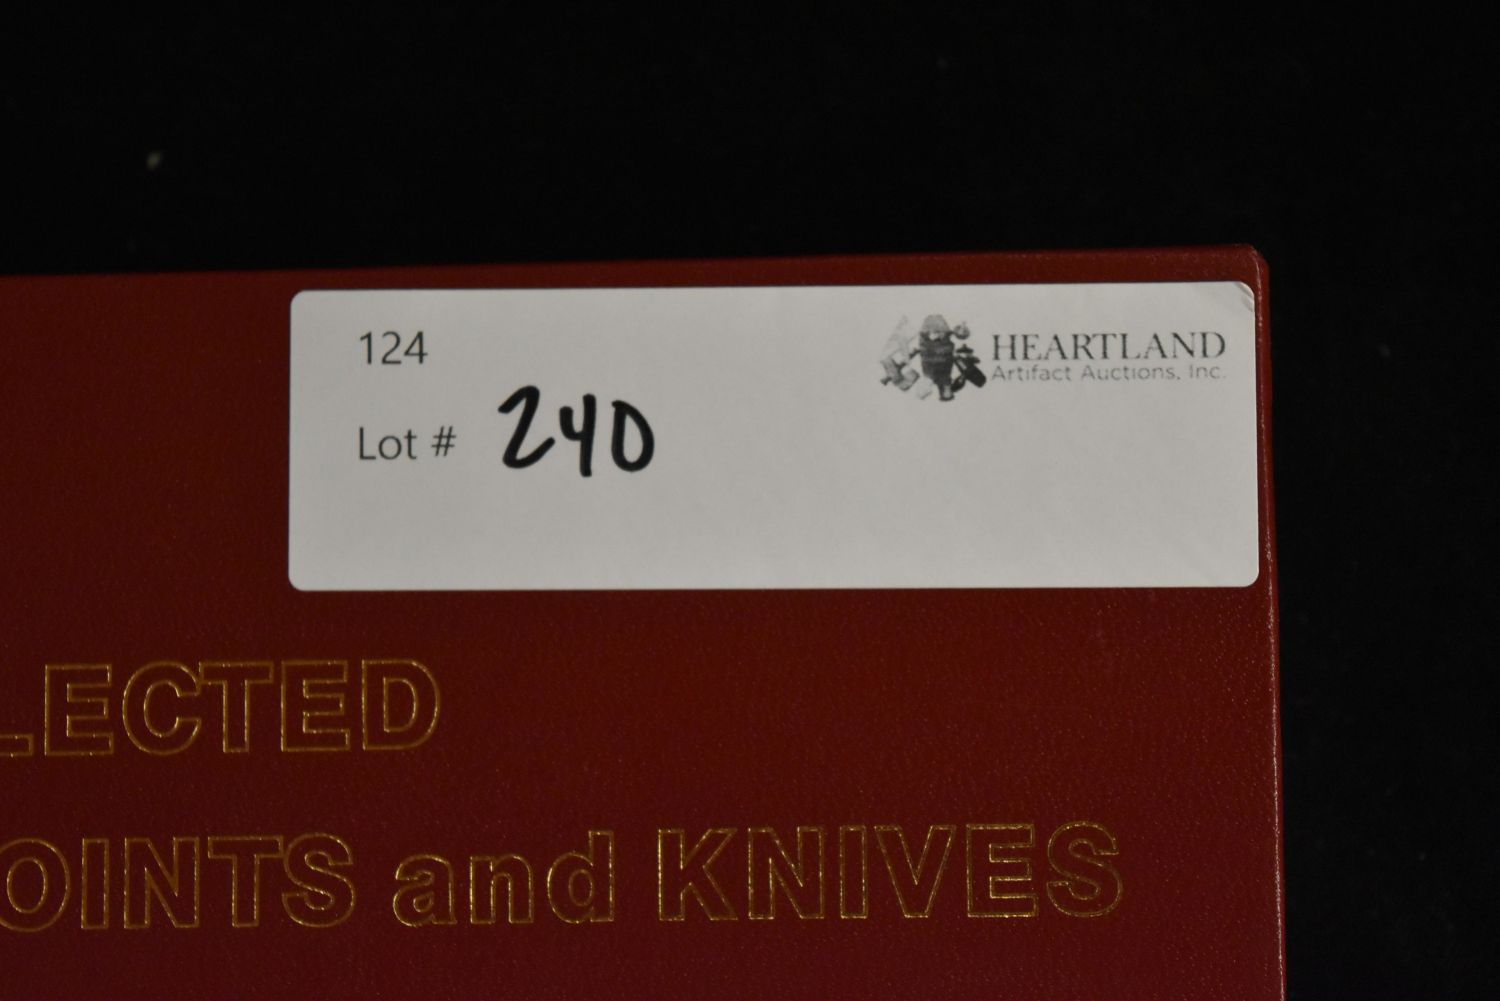 124
HEARTLAND
Artifact Auctions, Inc.
Lot # 240
LECTED
OINTS and KNIVES